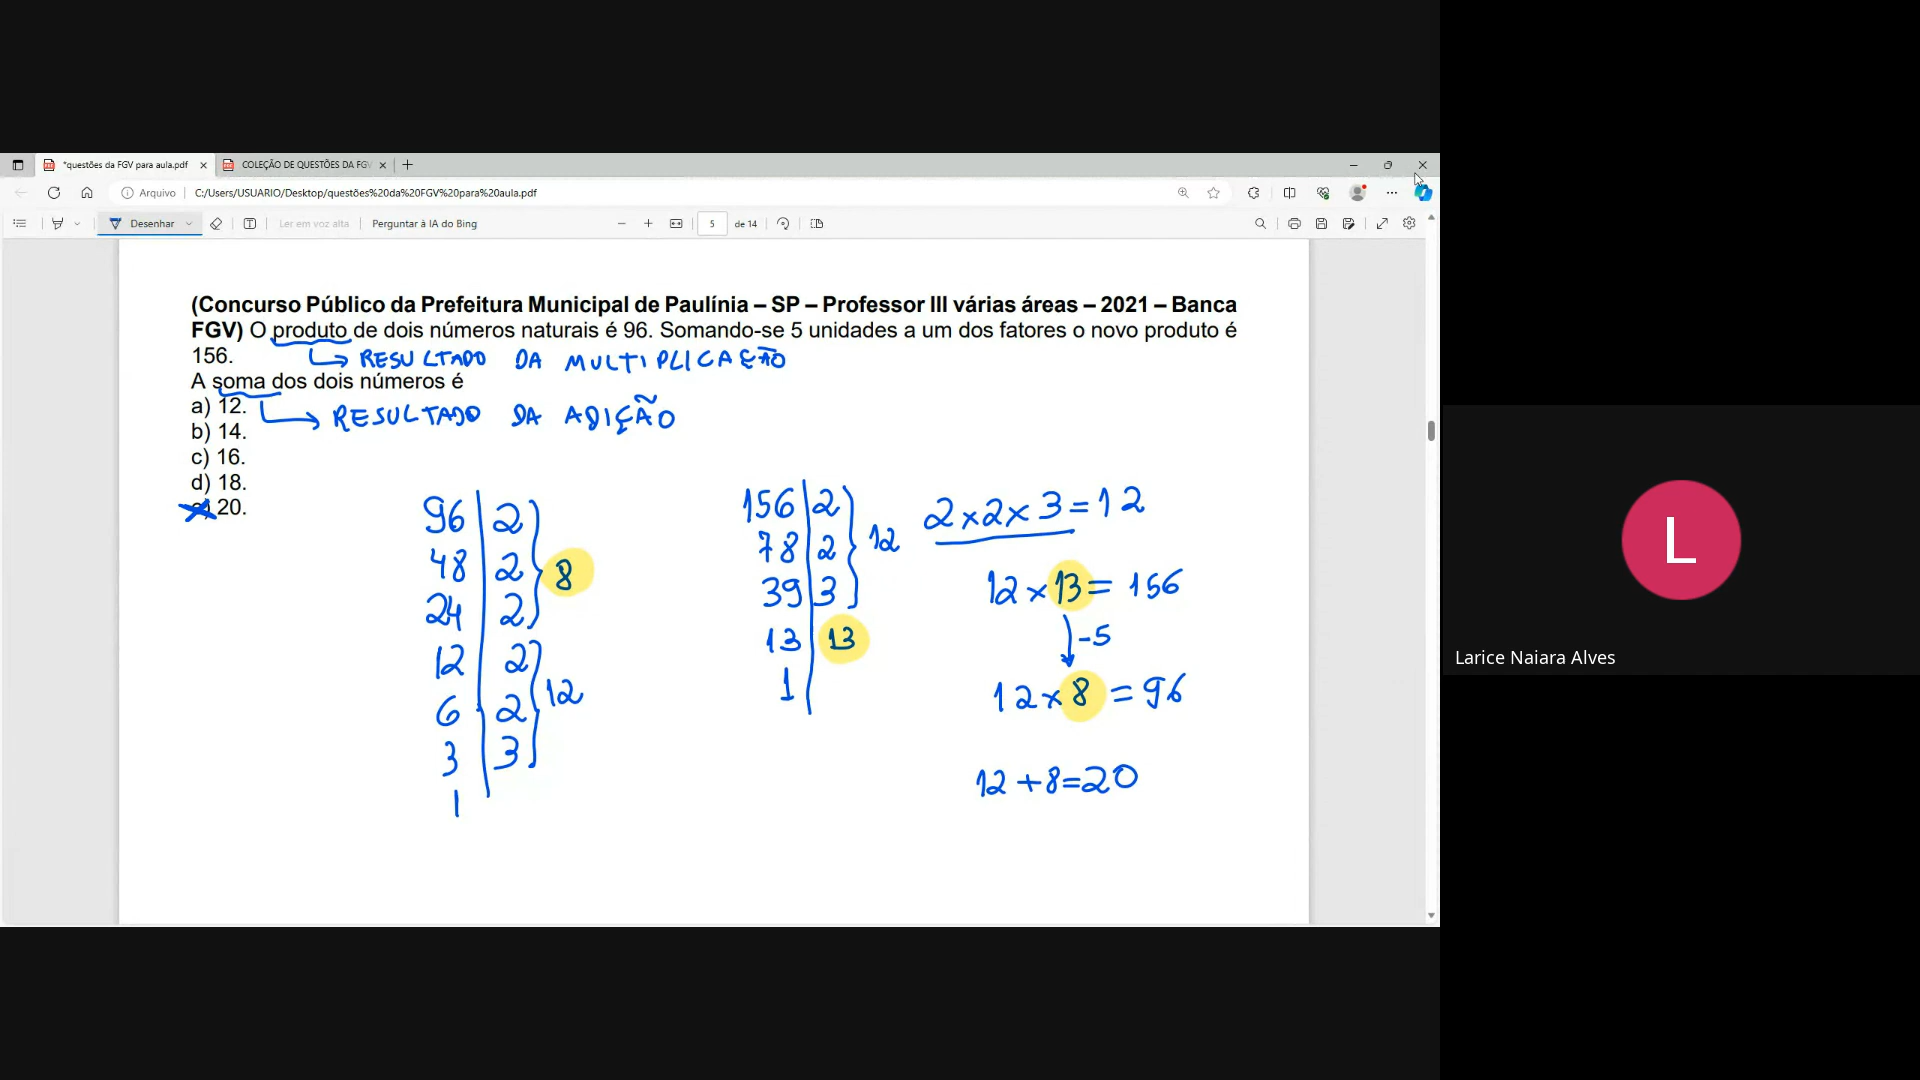 *questões da FGV para aula.pdf
COLEÇÃO DE QUESTÕES DA FGV
Arquivo
C:/Users/USUARIO/Desktop/questões%20da%20FGV%20para%20aula.pdf
Desenhar
Ler em voz alta
Perguntar à IA do Bing
5
de 14
(Concurso Público da Prefeitura Municipal de Paulínia – SP – Professor III várias áreas – 2021 – Banca
FGV) O produto de dois números naturais é 96. Somando-se 5 unidades a um dos fatores o novo produto é
156.
RESULTADO DA MULTIPLICAÇÃO
A soma dos dois números é
a) 12.
RESULTADO DA ADIÇÃO
b) 14.
c) 16.
d) 18.
e) 20.
96 2
48 2
24 2
8
12 2
6 2
3 3
12
1
156 2
78 2
39 3
12
13 13
1
2×2×3=12
12×13=156
-5
12×8=96
12+8=20
L
Larice Naiara Alves